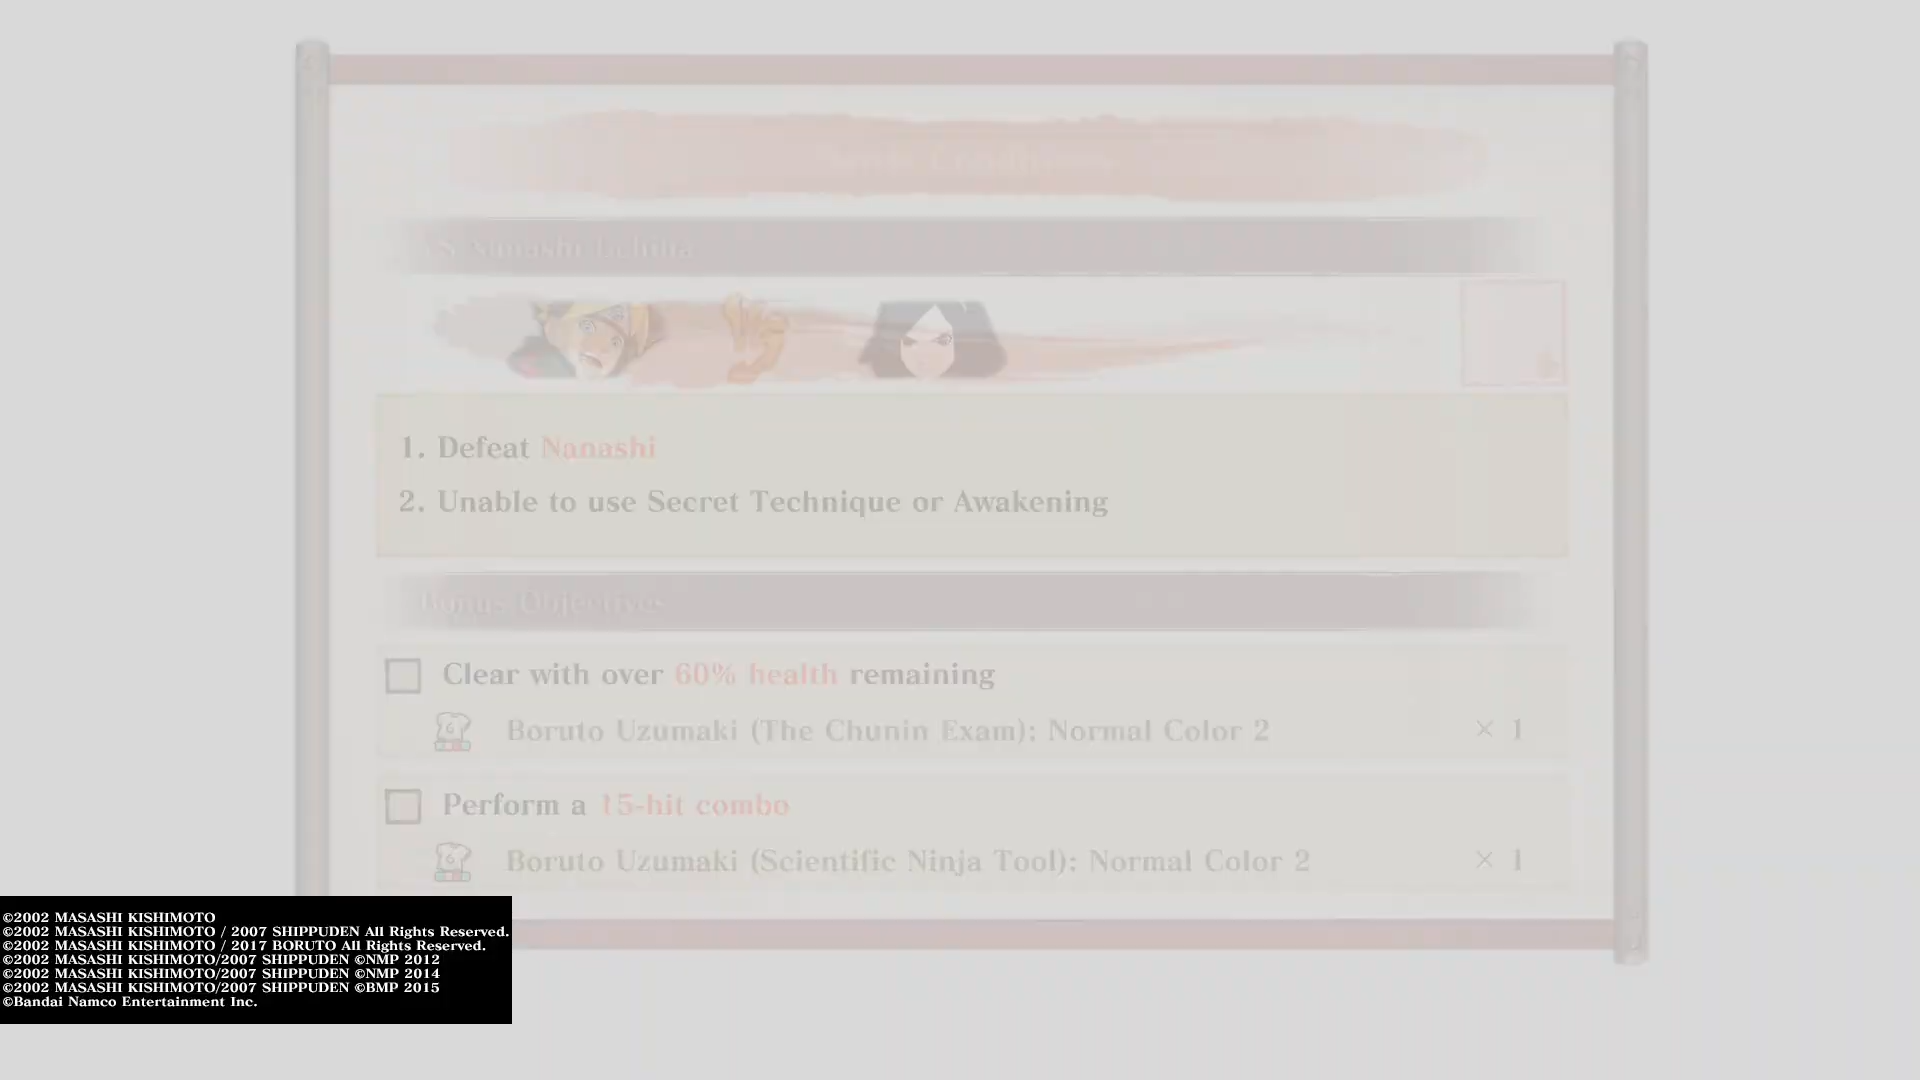 VS Nanashi Uchiha
1. Defeat Nanashi
2. Unable to use Secret Technique or Awakening
Bonus Objectives
Clear with over 60% health remaining
Boruto Uzumaki (The Chunin Exam): Normal Color 2 × 1
Perform a 15-hit combo
Boruto Uzumaki (Scientific Ninja Tool): Normal Color 2 × 1
©2002 MASASHI KISHIMOTO
©2002 MASASHI KISHIMOTO / 2007 SHIPPUDEN All Rights Reserved.
©2002 MASASHI KISHIMOTO / 2017 BORUTO All Rights Reserved.
©2002 MASASHI KISHIMOTO/2007 SHIPPUDEN ©NMP 2012
©2002 MASASHI KISHIMOTO/2007 SHIPPUDEN ©NMP 2014
©2002 MASASHI KISHIMOTO/2007 SHIPPUDEN ©BMP 2015
©Bandai Namco Entertainment Inc.